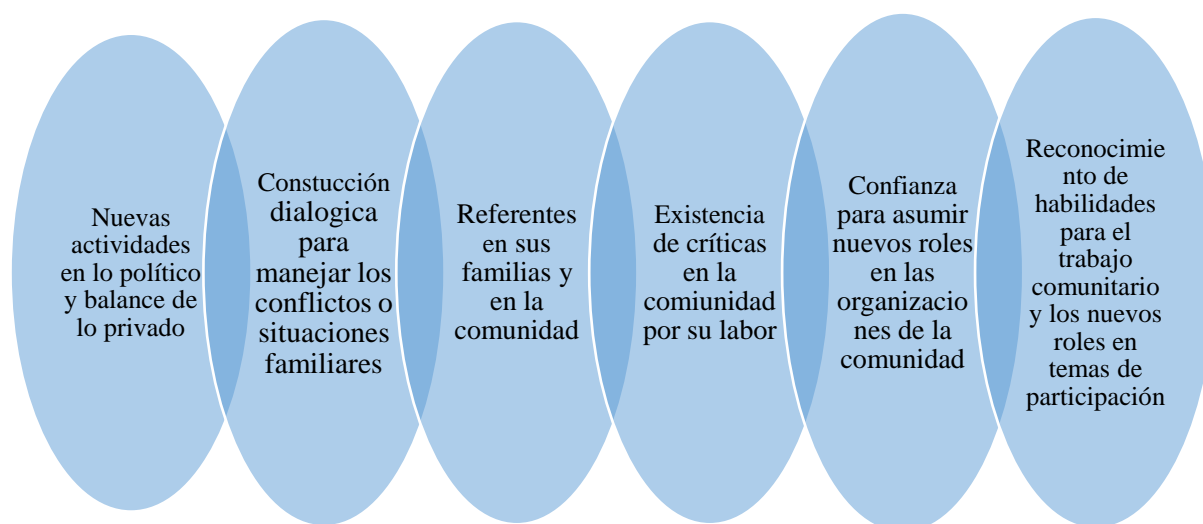 Nuevas
actividades
en lo político
y balance de
lo privado
Constucción
dialogica
para
manejar los
conflictos o
situaciones
familiares
Referentes
en sus
familias y
en la
comunidad
Existencia
de críticas
en la
comiunidad
por su labor
Confianza
para asumir
nuevos roles
en las
organizacio
nes de la
comunidad
Reconocimie
nto de
habilidades
para el
trabajo
comunitario
y los nuevos
roles en
temas de
participación